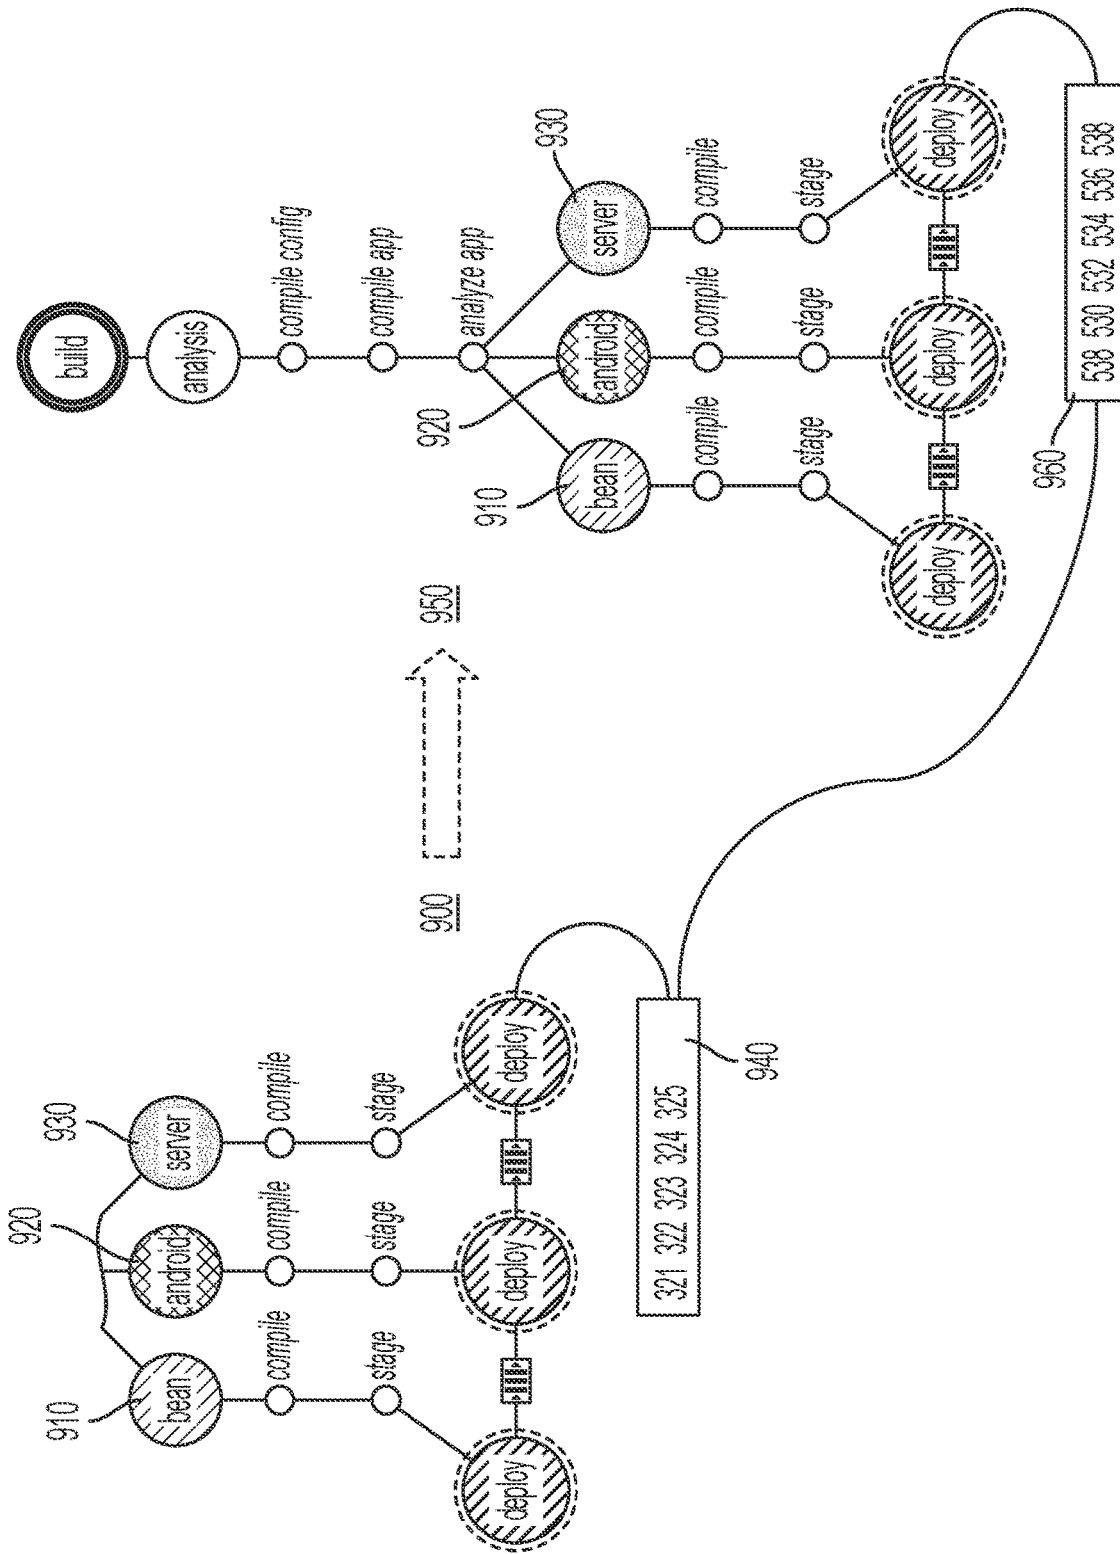 910
920
930
bean
android
server
compile
compile
compile
stage
stage
stage
deploy
deploy
deploy
321 322 323 324 325
940
900
950
build
analysis
compile config
compile app
analyze app
910
920
930
bean
android
server
compile
compile
compile
stage
stage
stage
deploy
deploy
deploy
960
538 530 532 534 536 538